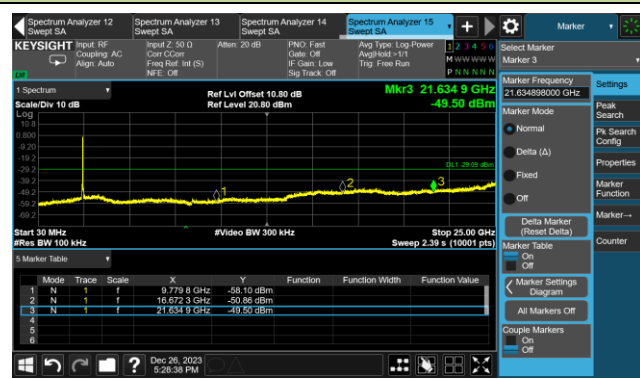 Spectrum Analyzer 12
Swept SA
Spectrum Analyzer 13
Swept SA
Spectrum Analyzer 14
Swept SA
Spectrum Analyzer 15
Swept SA
+
Marker
KEYSIGHT
Input: RF
Coupling: AC
Align: Auto
Input Z: 50 Ω
Corr CCorr
Freq Ref: Int (S)
NFE: Off
Atten: 20 dB
PNO: Fast
Gate: Off
IF Gain: Low
Sig Track: Off
Avg Type: Log-Power
Avg|Hold:>1/1
Trig: Free Run
1 2 3 4 5 6
M W W W W W
P N N N N N
Select Marker
Marker 3
1 Spectrum
Scale/Div 10 dB
Ref Lvl Offset 10.80 dB
Ref Level 20.80 dBm
Mkr3 21.634 9 GHz
-49.50 dBm
Log
10.8
0.800
-9.20
-19.2
-29.2
-39.2
-49.2
-59.2
-69.2
DL1 -29.09 dBm
1
2
3
Start 30 MHz
#Res BW 100 kHz
#Video BW 300 kHz
Stop 25.00 GHz
Sweep 2.39 s (10001 pts)
5 Marker Table
Mode Trace Scale X Y Function Function Width Function Value
1 N 1 f 9.779 8 GHz -58.10 dBm
2 N 1 f 16.672 3 GHz -50.86 dBm
3 N 1 f 21.634 9 GHz -49.50 dBm
4
5
6
Marker Frequency
21.634898000 GHz
Marker Mode
Normal
Delta (Δ)
Fixed
Off
Delta Marker
(Reset Delta)
Marker Table
On
Off
Marker Settings
Diagram
All Markers Off
Couple Markers
On
Off
Settings
Peak
Search
Pk Search
Config
Properties
Marker
Function
Marker→
Counter
?
Dec 26, 2023
5:28:38 PM